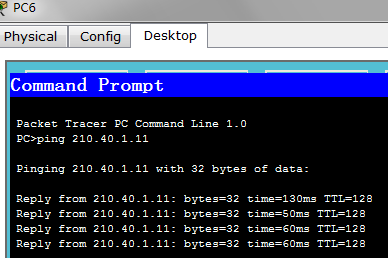 PC6
Physical Config Desktop
Command Prompt
Packet Tracer PC Command Line 1.0
PC>ping 210.40.1.11
Pinging 210.40.1.11 with 32 bytes of data:
Reply from 210.40.1.11: bytes=32 time=130ms TTL=128
Reply from 210.40.1.11: bytes=32 time=50ms TTL=128
Reply from 210.40.1.11: bytes=32 time=60ms TTL=128
Reply from 210.40.1.11: bytes=32 time=60ms TTL=128